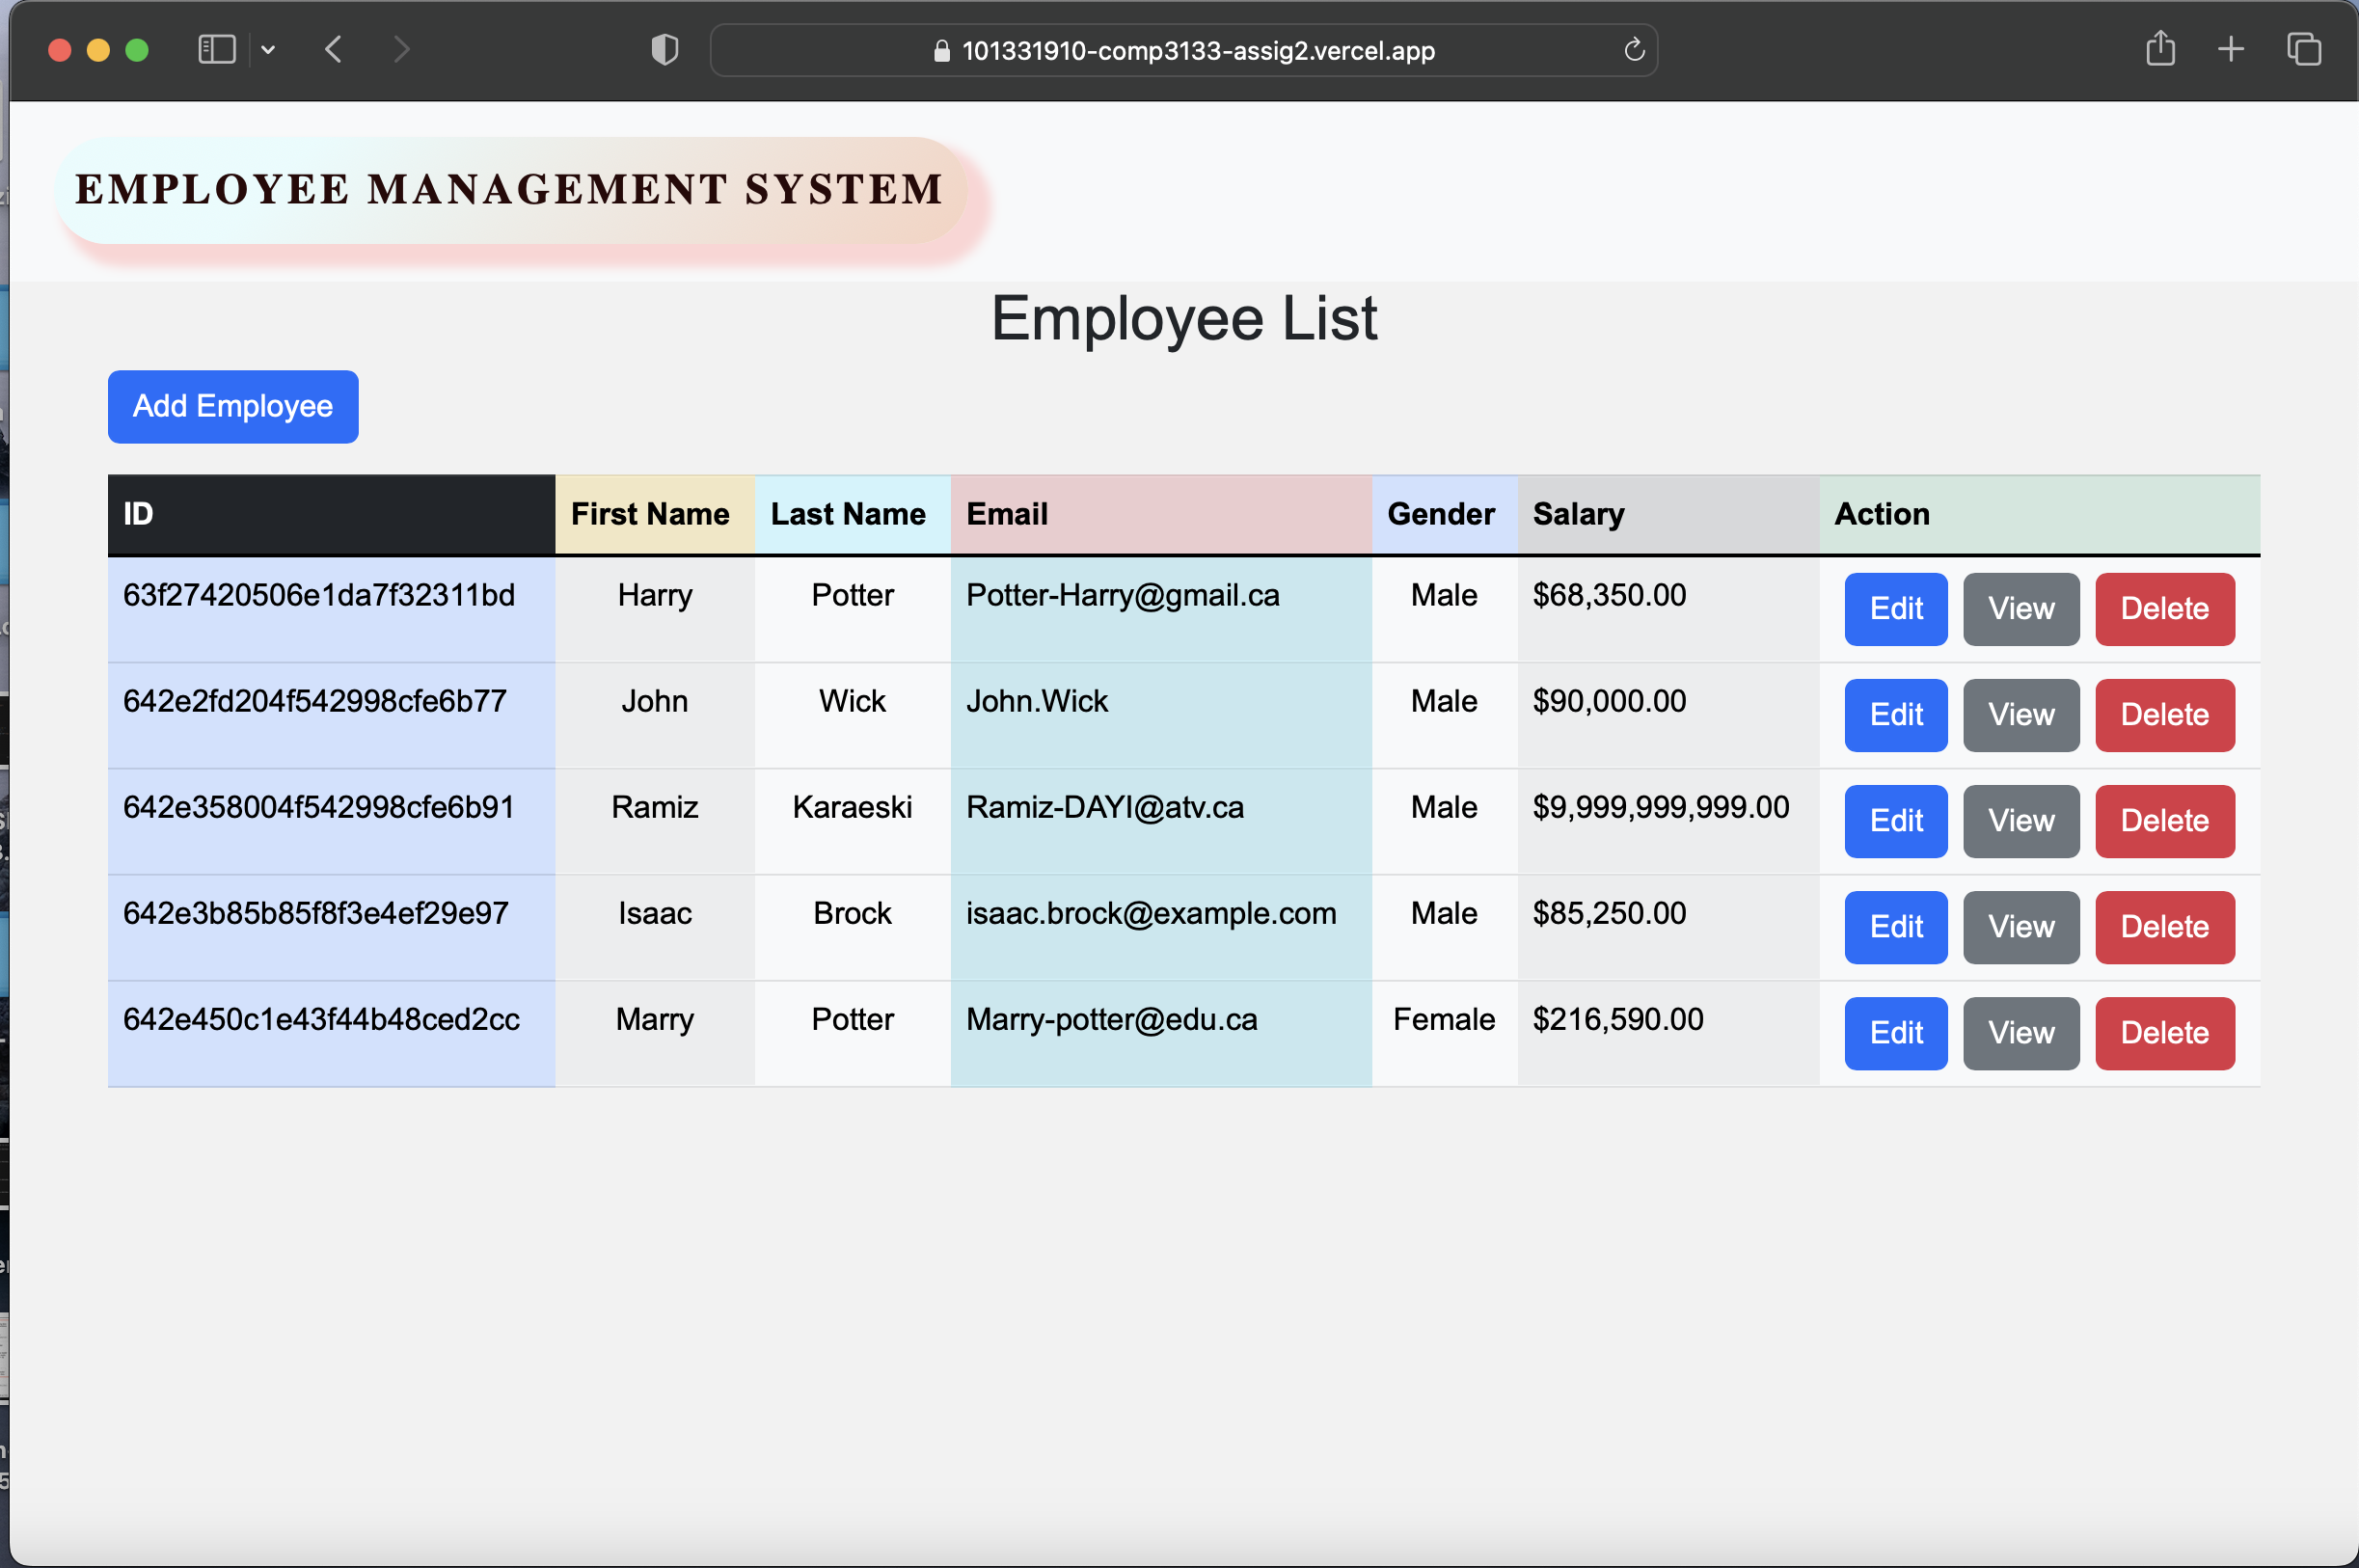 101331910-comp3133-assig2.vercel.app
EMPLOYEE MANAGEMENT SYSTEM
Employee List
Add Employee
ID First Name Last Name Email Gender Salary Action
63f27420506e1da7f32311bd Harry Potter Potter-Harry@gmail.ca Male $68,350.00 Edit View Delete
642e2fd204f542998cfe6b77 John Wick John.Wick Male $90,000.00 Edit View Delete
642e358004f542998cfe6b91 Ramiz Karaeski Ramiz-DAYI@atv.ca Male $9,999,999,999.00 Edit View Delete
642e3b85b85f8f3e4ef29e97 Isaac Brock isaac.brock@example.com Male $85,250.00 Edit View Delete
642e450c1e43f44b48ced2cc Marry Potter Marry-potter@edu.ca Female $216,590.00 Edit View Delete